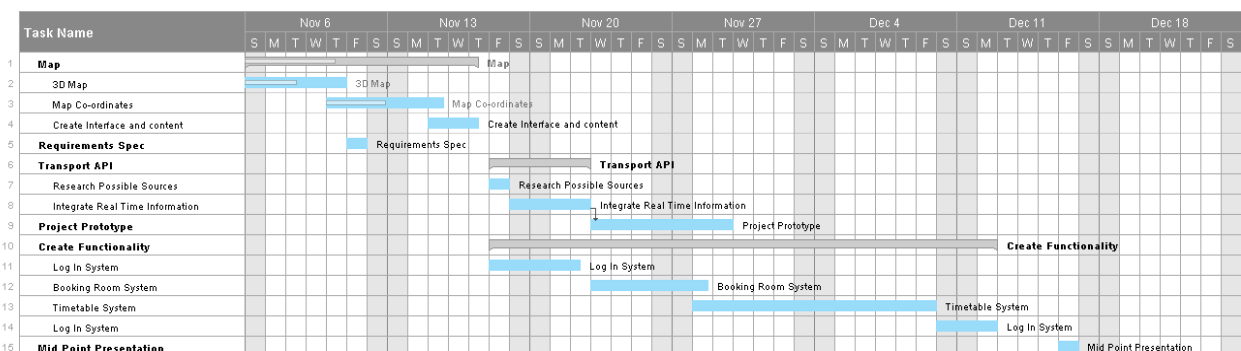 Task Name
Nov 6 Nov 13 Nov 20 Nov 27 Dec 4 Dec 11 Dec 18
S M T W T F S S M T W T F S S M T W T F S S M T W T F S S M T W T F S S M T W T F S S M T W T F S
1 Map Map
2 3D Map 3D Map
3 Map Co-ordinates Map Co-ordinates
4 Create Interface and content Create Interface and content
5 Requirements Spec Requirements Spec
6 Transport API Transport API
7 Research Possible Sources Research Possible Sources
8 Integrate Real Time Information Integrate Real Time Information
9 Project Prototype Project Prototype
10 Create Functionality Create Functionality
11 Log In System Log In System
12 Booking Room System Booking Room System
13 Timetable System Timetable System
14 Log In System Log In System
15 Mid Point Presentation Mid Point Presentation